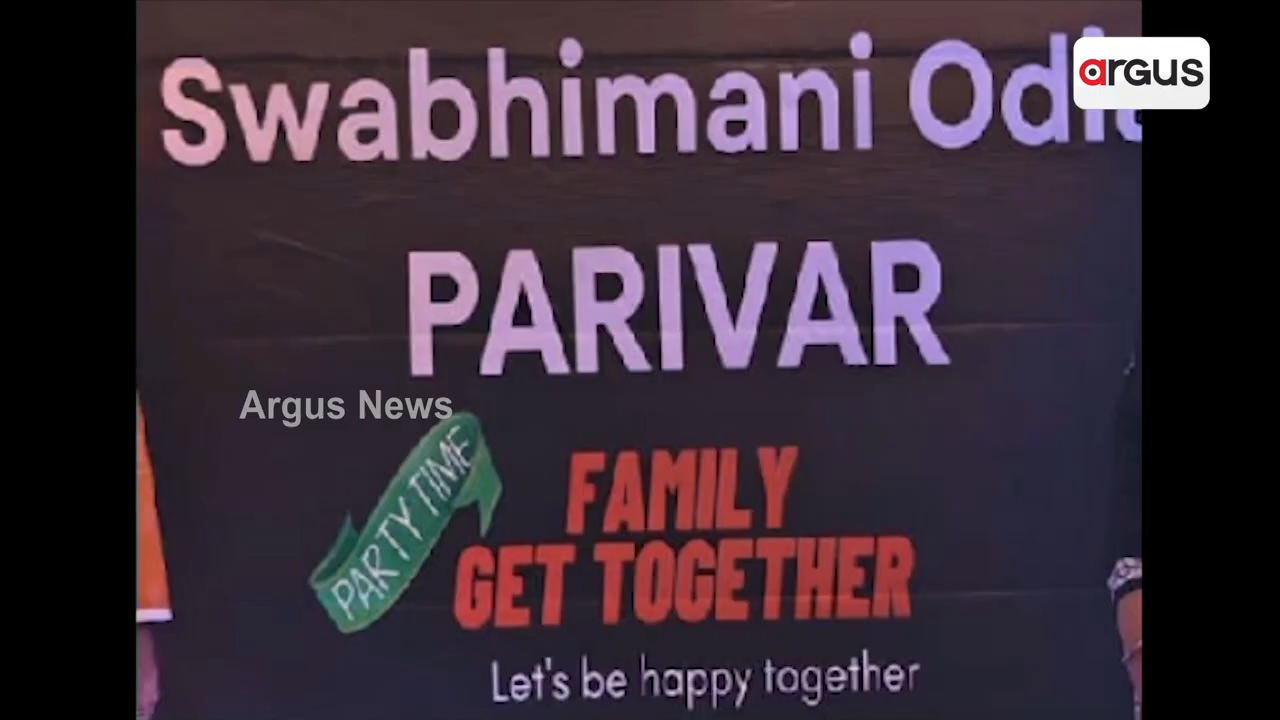 Swabhimani
argus
PARIVAR
Argus News
PARTY TIME
FAMILY
GET TOGETHER
Let's be happy together